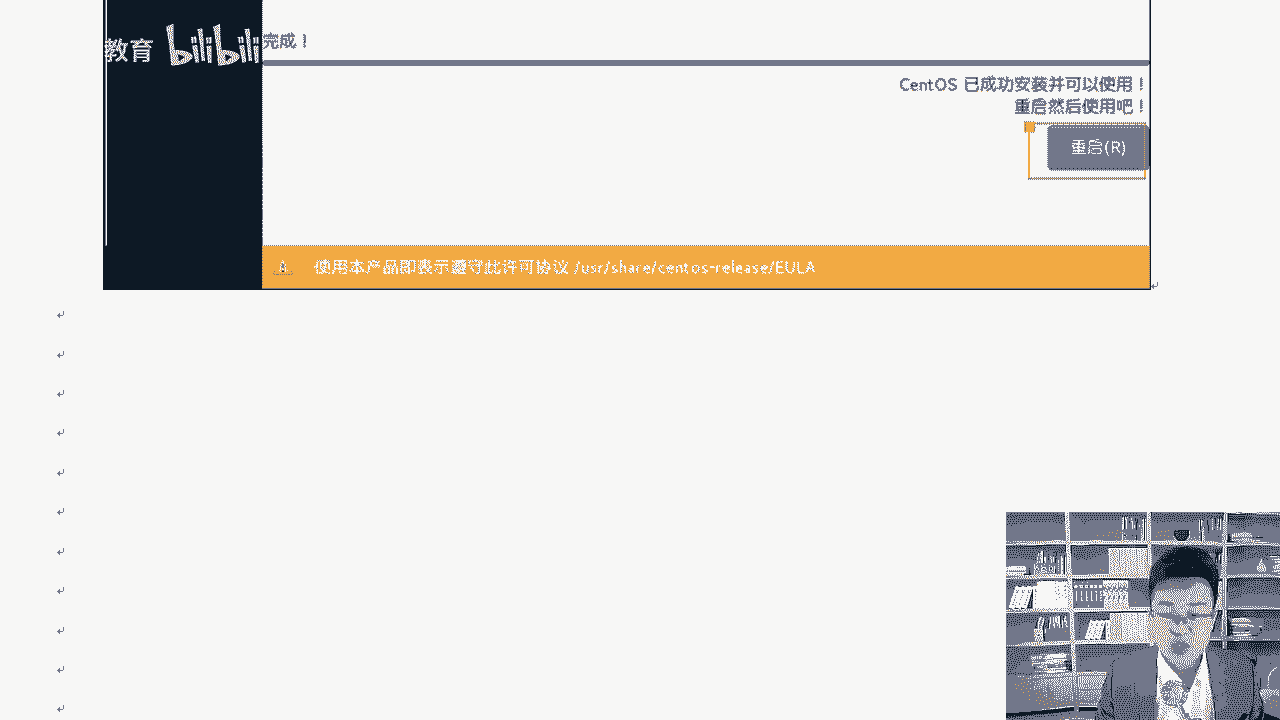 教育 bilibili
完成！
CentOS 已成功安装并可以使用！
重启然后使用吧！
重启(R)
使用本产品即表示遵守此许可协议 /usr/share/centos-release/EULA